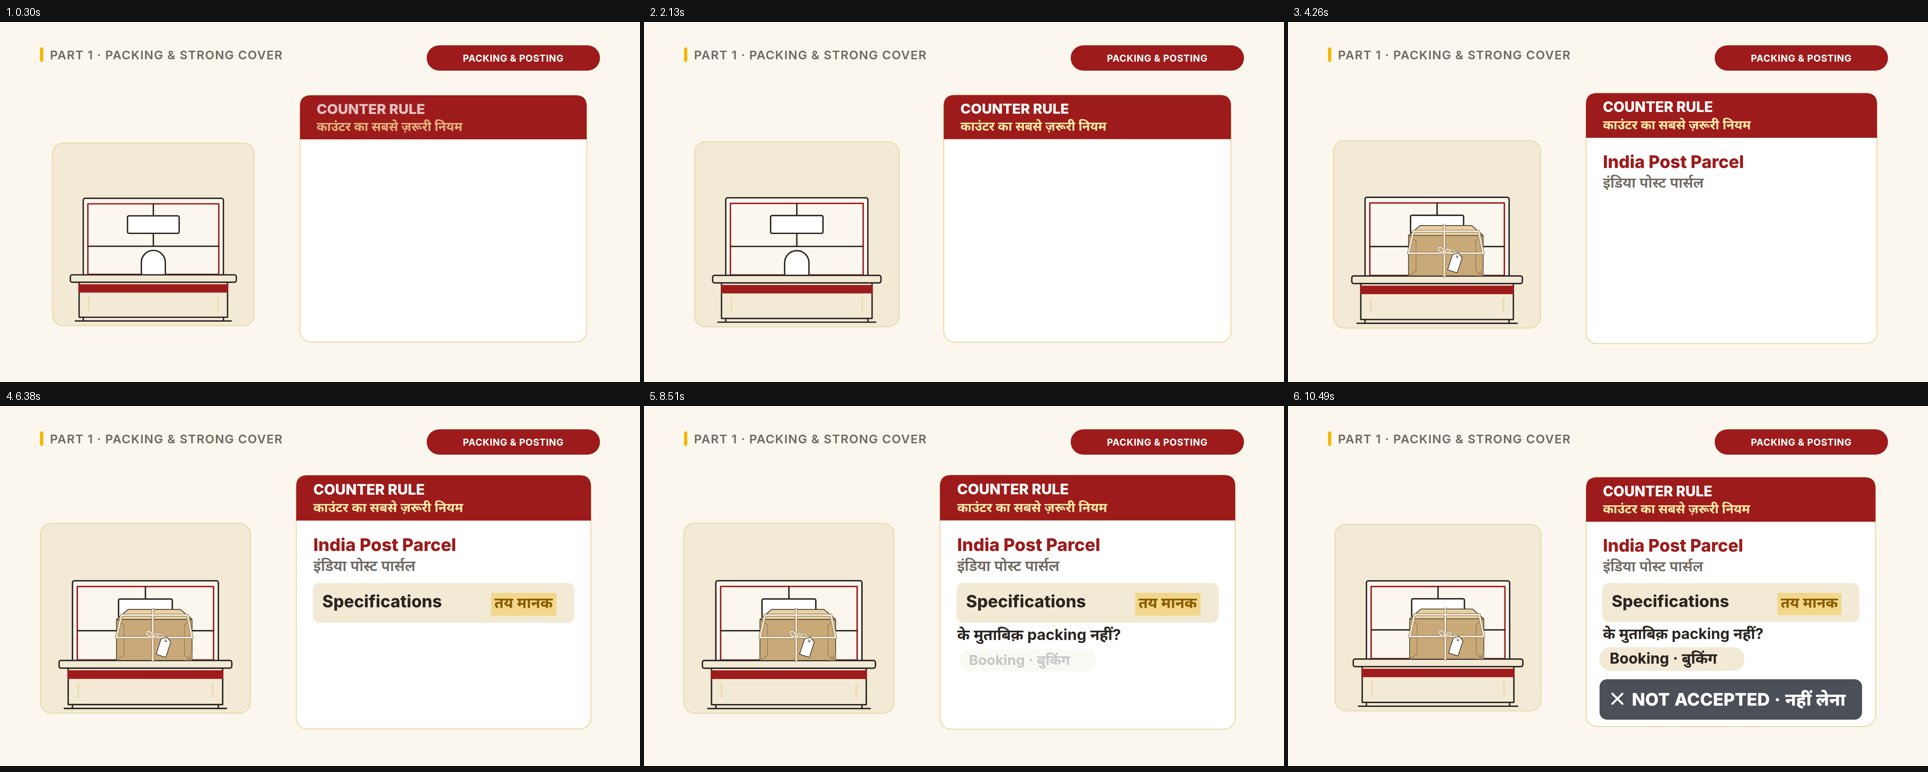 1. 0.30s
PART 1 · PACKING & STRONG COVER
PACKING & POSTING
COUNTER RULE
काउंटर का सबसे ज़रूरी नियम
2. 2.13s
PART 1 · PACKING & STRONG COVER
PACKING & POSTING
COUNTER RULE
काउंटर का सबसे ज़रूरी नियम
3. 4.26s
PART 1 · PACKING & STRONG COVER
PACKING & POSTING
COUNTER RULE
काउंटर का सबसे ज़रूरी नियम
India Post Parcel
इंडिया पोस्ट पार्सल
4. 6.38s
PART 1 · PACKING & STRONG COVER
PACKING & POSTING
COUNTER RULE
काउंटर का सबसे ज़रूरी नियम
India Post Parcel
इंडिया पोस्ट पार्सल
Specifications तय मानक
5. 8.51s
PART 1 · PACKING & STRONG COVER
PACKING & POSTING
COUNTER RULE
काउंटर का सबसे ज़रूरी नियम
India Post Parcel
इंडिया पोस्ट पार्सल
Specifications तय मानक
के मुताबिक़ packing नहीं?
Booking · बुकिंग
6. 10.49s
PART 1 · PACKING & STRONG COVER
PACKING & POSTING
COUNTER RULE
काउंटर का सबसे ज़रूरी नियम
India Post Parcel
इंडिया पोस्ट पार्सल
Specifications तय मानक
के मुताबिक़ packing नहीं?
Booking · बुकिंग
✕ NOT ACCEPTED · नहीं लेना